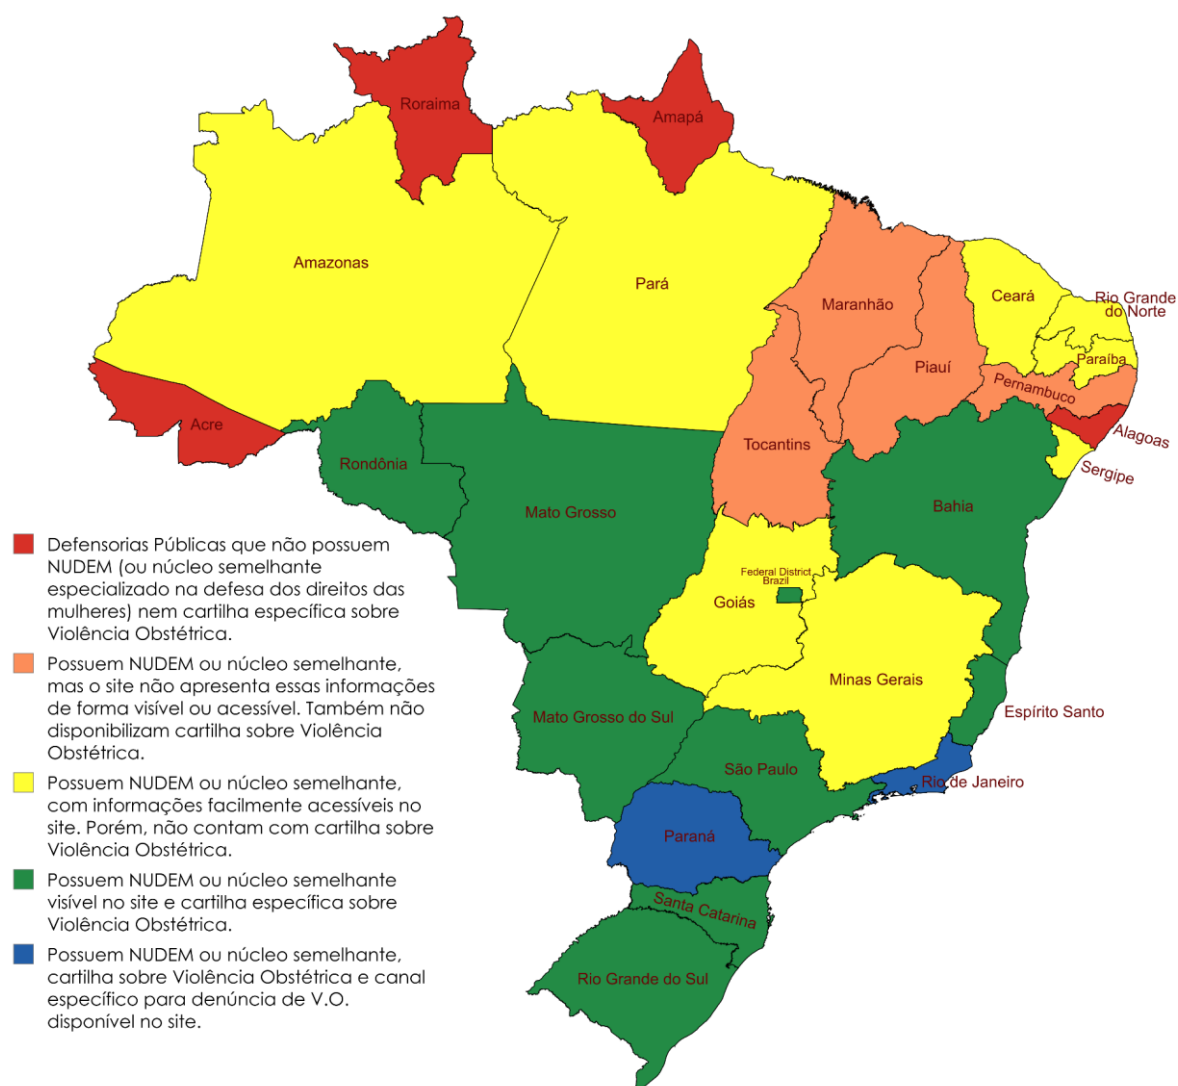 Roraima
Amapá
Amazonas
Pará
Maranhão
Ceará
Rio Grande
do Norte
Paraíba
Piauí
Pernambuco
Acre
Alagoas
Tocantins
Rondônia
Sergipe
Mato Grosso
Bahia
Federal District
Brazil
Goiás
Minas Gerais
Mato Grosso do Sul
Espírito Santo
São Paulo
Rio de Janeiro
Paraná
Santa Catarina
Rio Grande do Sul
Defensorias Públicas que não possuem
NUDEM (ou núcleo semelhante
especializado na defesa dos direitos das
mulheres) nem cartilha específica sobre
Violência Obstétrica.
Possuem NUDEM ou núcleo semelhante,
mas o site não apresenta essas informações
de forma visível ou acessível. Também não
disponibilizam cartilha sobre Violência
Obstétrica.
Possuem NUDEM ou núcleo semelhante,
com informações facilmente acessíveis no
site. Porém, não contam com cartilha sobre
Violência Obstétrica.
Possuem NUDEM ou núcleo semelhante
visível no site e cartilha específica sobre
Violência Obstétrica.
Possuem NUDEM ou núcleo semelhante,
cartilha sobre Violência Obstétrica e canal
específico para denúncia de V.O.
disponível no site.